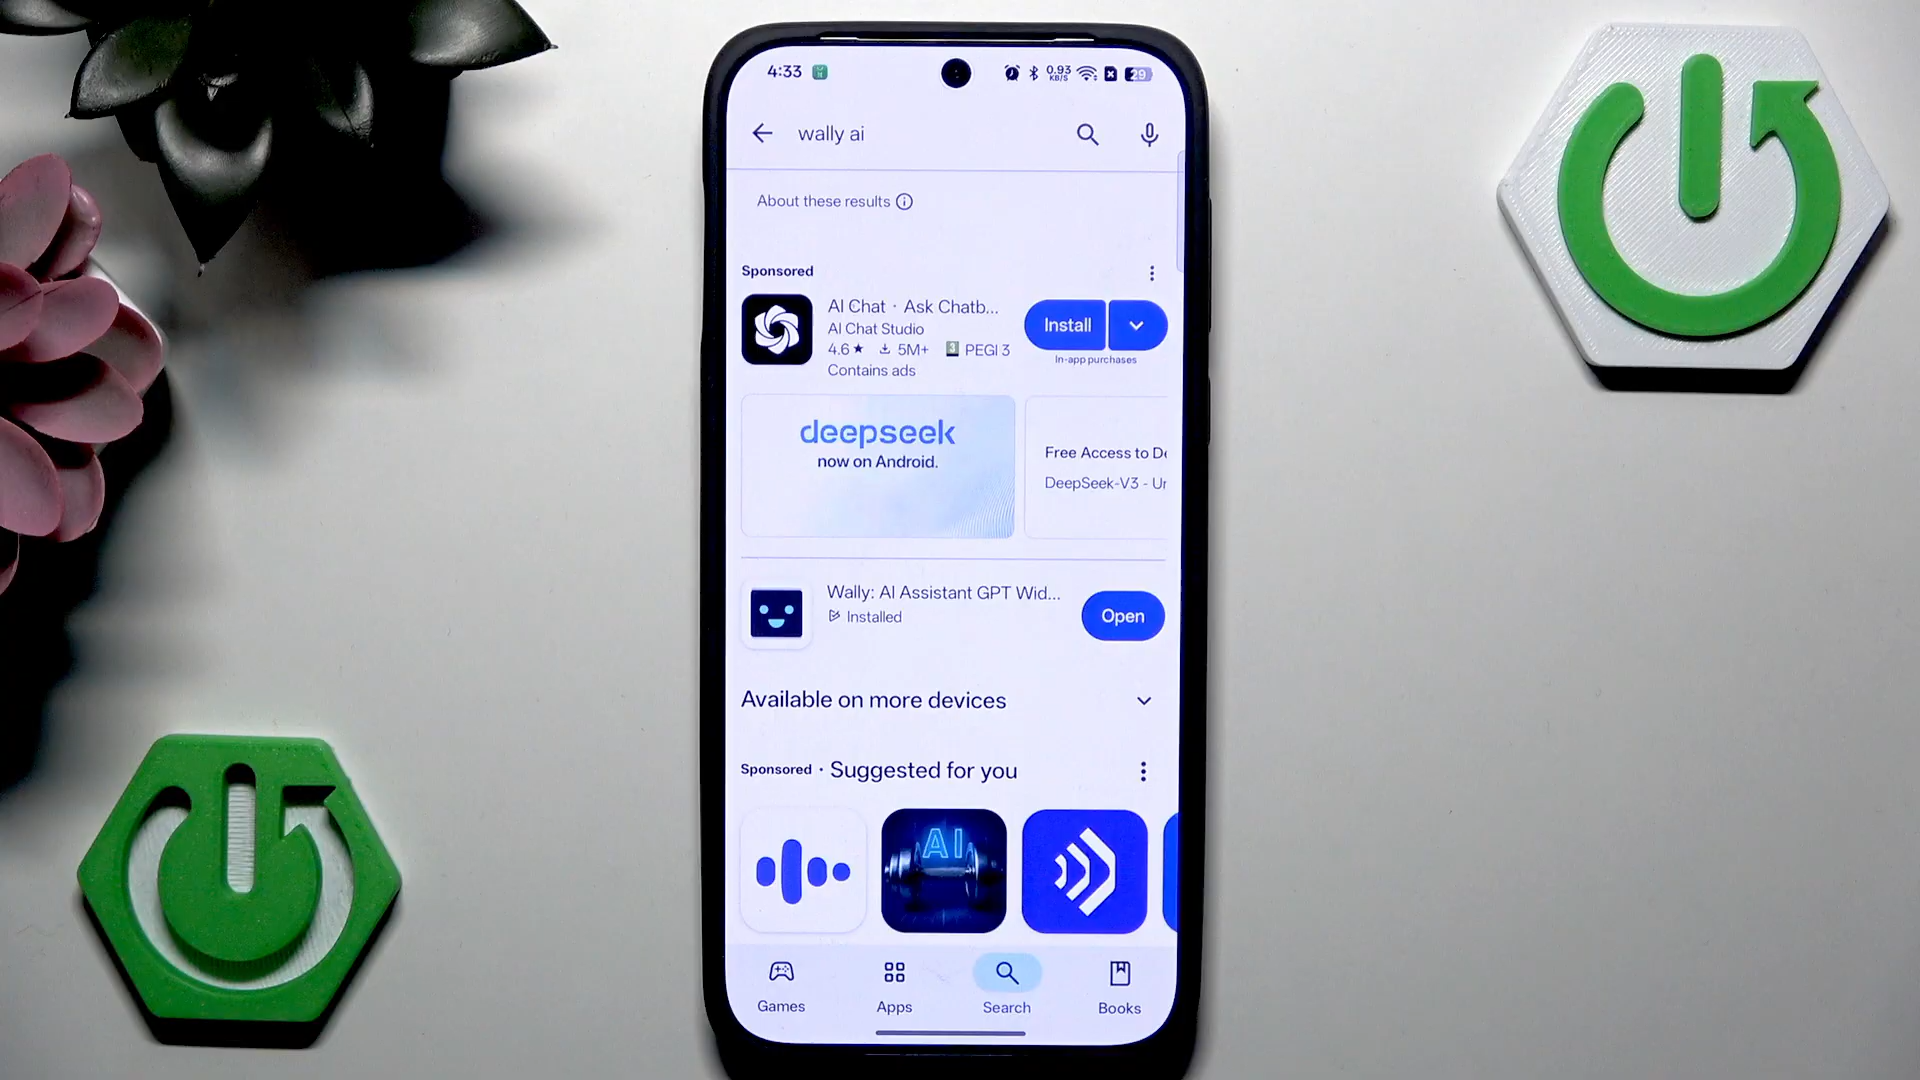 4:33 0.93 KB/S 29
wally ai
About these results
Sponsored
AI Chat · Ask Chatb...
AI Chat Studio
4.6★ 5M+ 3 PEGI 3
Contains ads
Install
In-app purchases
deepseek
now on Android.
Free Access to De
DeepSeek-V3 - Ur
Wally: AI Assistant GPT Wid...
Installed
Open
Available on more devices
Sponsored · Suggested for you
AI
Games Apps Search Books